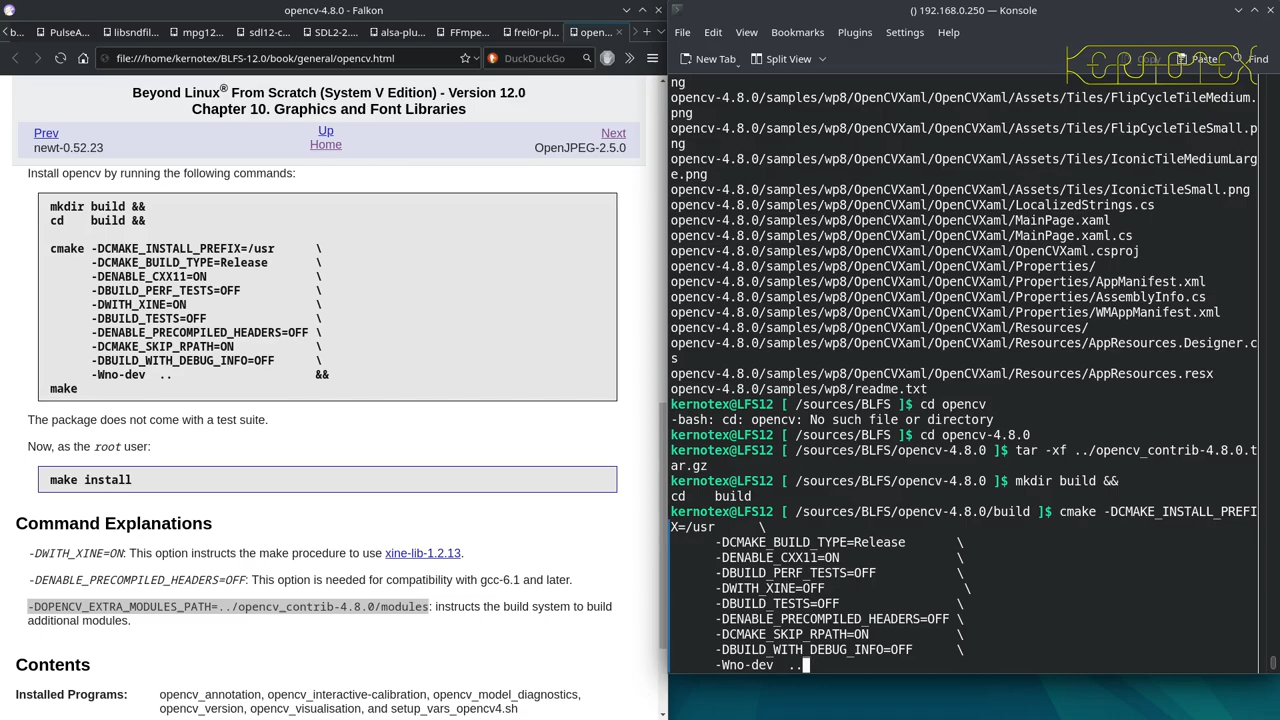 opencv-4.8.0 - Falkon
b...
PulseA...
libsndfil...
mpg12...
sdl12-c...
SDL2-2....
alsa-plu...
FFmpe...
frei0r-pl...
open...
file:///home/kernotex/BLFS-12.0/book/general/opencv.html
DuckDuckGo
Beyond Linux® From Scratch (System V Edition) - Version 12.0
Chapter 10. Graphics and Font Libraries
Prev Up Next
newt-0.52.23 Home OpenJPEG-2.5.0
Install opencv by running the following commands:
mkdir build &&
cd    build &&
cmake -DCMAKE_INSTALL_PREFIX=/usr      \
-DCMAKE_BUILD_TYPE=Release       \
-DENABLE_CXX11=ON                \
-DBUILD_PERF_TESTS=OFF           \
-DWITH_XINE=ON                   \
-DBUILD_TESTS=OFF                \
-DENABLE_PRECOMPILED_HEADERS=OFF \
-DCMAKE_SKIP_RPATH=ON            \
-DBUILD_WITH_DEBUG_INFO=OFF      \
-Wno-dev  ..                     &&
make
The package does not come with a test suite.
Now, as the root user:
make install
Command Explanations
-DWITH_XINE=ON: This option instructs the make procedure to use xine-lib-1.2.13.
-DENABLE_PRECOMPILED_HEADERS=OFF: This option is needed for compatibility with gcc-6.1 and later.
-DOPENCV_EXTRA_MODULES_PATH=../opencv_contrib-4.8.0/modules: instructs the build system to build
additional modules.
Contents
Installed Programs: opencv_annotation, opencv_interactive-calibration, opencv_model_diagnostics,
opencv_version, opencv_visualisation, and setup_vars_opencv4.sh
() 192.168.0.250 — Konsole
File Edit View Bookmarks Plugins Settings Help
New Tab Split View Copy Paste Find
KERNOTEX
ng
opencv-4.8.0/samples/wp8/OpenCVXaml/OpenCVXaml/Assets/Tiles/FlipCycleTileMedium.
png
opencv-4.8.0/samples/wp8/OpenCVXaml/OpenCVXaml/Assets/Tiles/FlipCycleTileSmall.p
ng
opencv-4.8.0/samples/wp8/OpenCVXaml/OpenCVXaml/Assets/Tiles/IconicTileMediumLarg
e.png
opencv-4.8.0/samples/wp8/OpenCVXaml/OpenCVXaml/Assets/Tiles/IconicTileSmall.png
opencv-4.8.0/samples/wp8/OpenCVXaml/OpenCVXaml/LocalizedStrings.cs
opencv-4.8.0/samples/wp8/OpenCVXaml/OpenCVXaml/MainPage.xaml
opencv-4.8.0/samples/wp8/OpenCVXaml/OpenCVXaml/MainPage.xaml.cs
opencv-4.8.0/samples/wp8/OpenCVXaml/OpenCVXaml/OpenCVXaml.csproj
opencv-4.8.0/samples/wp8/OpenCVXaml/OpenCVXaml/Properties/
opencv-4.8.0/samples/wp8/OpenCVXaml/OpenCVXaml/Properties/AppManifest.xml
opencv-4.8.0/samples/wp8/OpenCVXaml/OpenCVXaml/Properties/AssemblyInfo.cs
opencv-4.8.0/samples/wp8/OpenCVXaml/OpenCVXaml/Properties/WMAppManifest.xml
opencv-4.8.0/samples/wp8/OpenCVXaml/OpenCVXaml/Resources/
opencv-4.8.0/samples/wp8/OpenCVXaml/OpenCVXaml/Resources/AppResources.Designer.c
s
opencv-4.8.0/samples/wp8/OpenCVXaml/OpenCVXaml/Resources/AppResources.resx
opencv-4.8.0/samples/wp8/readme.txt
kernotex@LFS12 [ /sources/BLFS ]$ cd opencv
-bash: cd: opencv: No such file or directory
kernotex@LFS12 [ /sources/BLFS ]$ cd opencv-4.8.0
kernotex@LFS12 [ /sources/BLFS/opencv-4.8.0 ]$ tar -xf ../opencv_contrib-4.8.0.t
ar.gz
kernotex@LFS12 [ /sources/BLFS/opencv-4.8.0 ]$ mkdir build &&
cd    build
kernotex@LFS12 [ /sources/BLFS/opencv-4.8.0/build ]$ cmake -DCMAKE_INSTALL_PREFI
X=/usr      \
-DCMAKE_BUILD_TYPE=Release       \
-DENABLE_CXX11=ON                \
-DBUILD_PERF_TESTS=OFF           \
-DWITH_XINE=OFF                   \
-DBUILD_TESTS=OFF                \
-DENABLE_PRECOMPILED_HEADERS=OFF \
-DCMAKE_SKIP_RPATH=ON            \
-DBUILD_WITH_DEBUG_INFO=OFF      \
-Wno-dev  ..